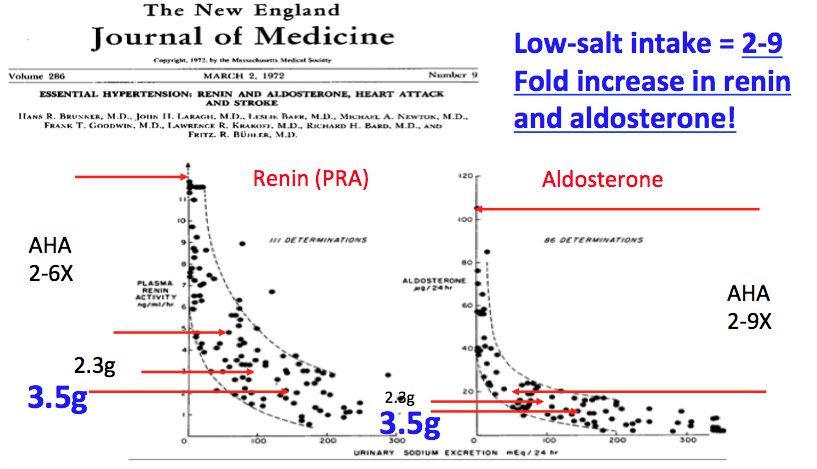 The New England
Journal of Medicine
Copyright, 1972, by the Massachusetts Medical Society
Volume 286 MARCH 2, 1972 Number 9
ESSENTIAL HYPERTENSION: RENIN AND ALDOSTERONE, HEART ATTACK
AND STROKE
HANS R. BRUNNER, M.D., JOHN H. LARAGH, M.D., LESLIE BAER, M.D., MICHAEL A. NEWTON, M.D.,
FRANK T. GOODWIN, M.D., LAWRENCE R. KRAKOFF, M.D., RICHARD H. BARD, M.D., AND
FRITZ R. BÜHLER, M.D.
Low-salt intake = 2-9
Fold increase in renin
and aldosterone!
Renin (PRA)
111 DETERMINATIONS
AHA
2-6X
PLASMA
RENIN
ACTIVITY
ng/ml/hr
11
10
9
8
7
6
5
4
3
2
1
2.3g
3.5g
0 100 200 300
Aldosterone
86 DETERMINATIONS
AHA
2-9X
ALDOSTERONE
µg/24 hr
120
100
80
60
40
20
2.3g
3.5g
0 100 200 300
URINARY SODIUM EXCRETION mEq/24 hr